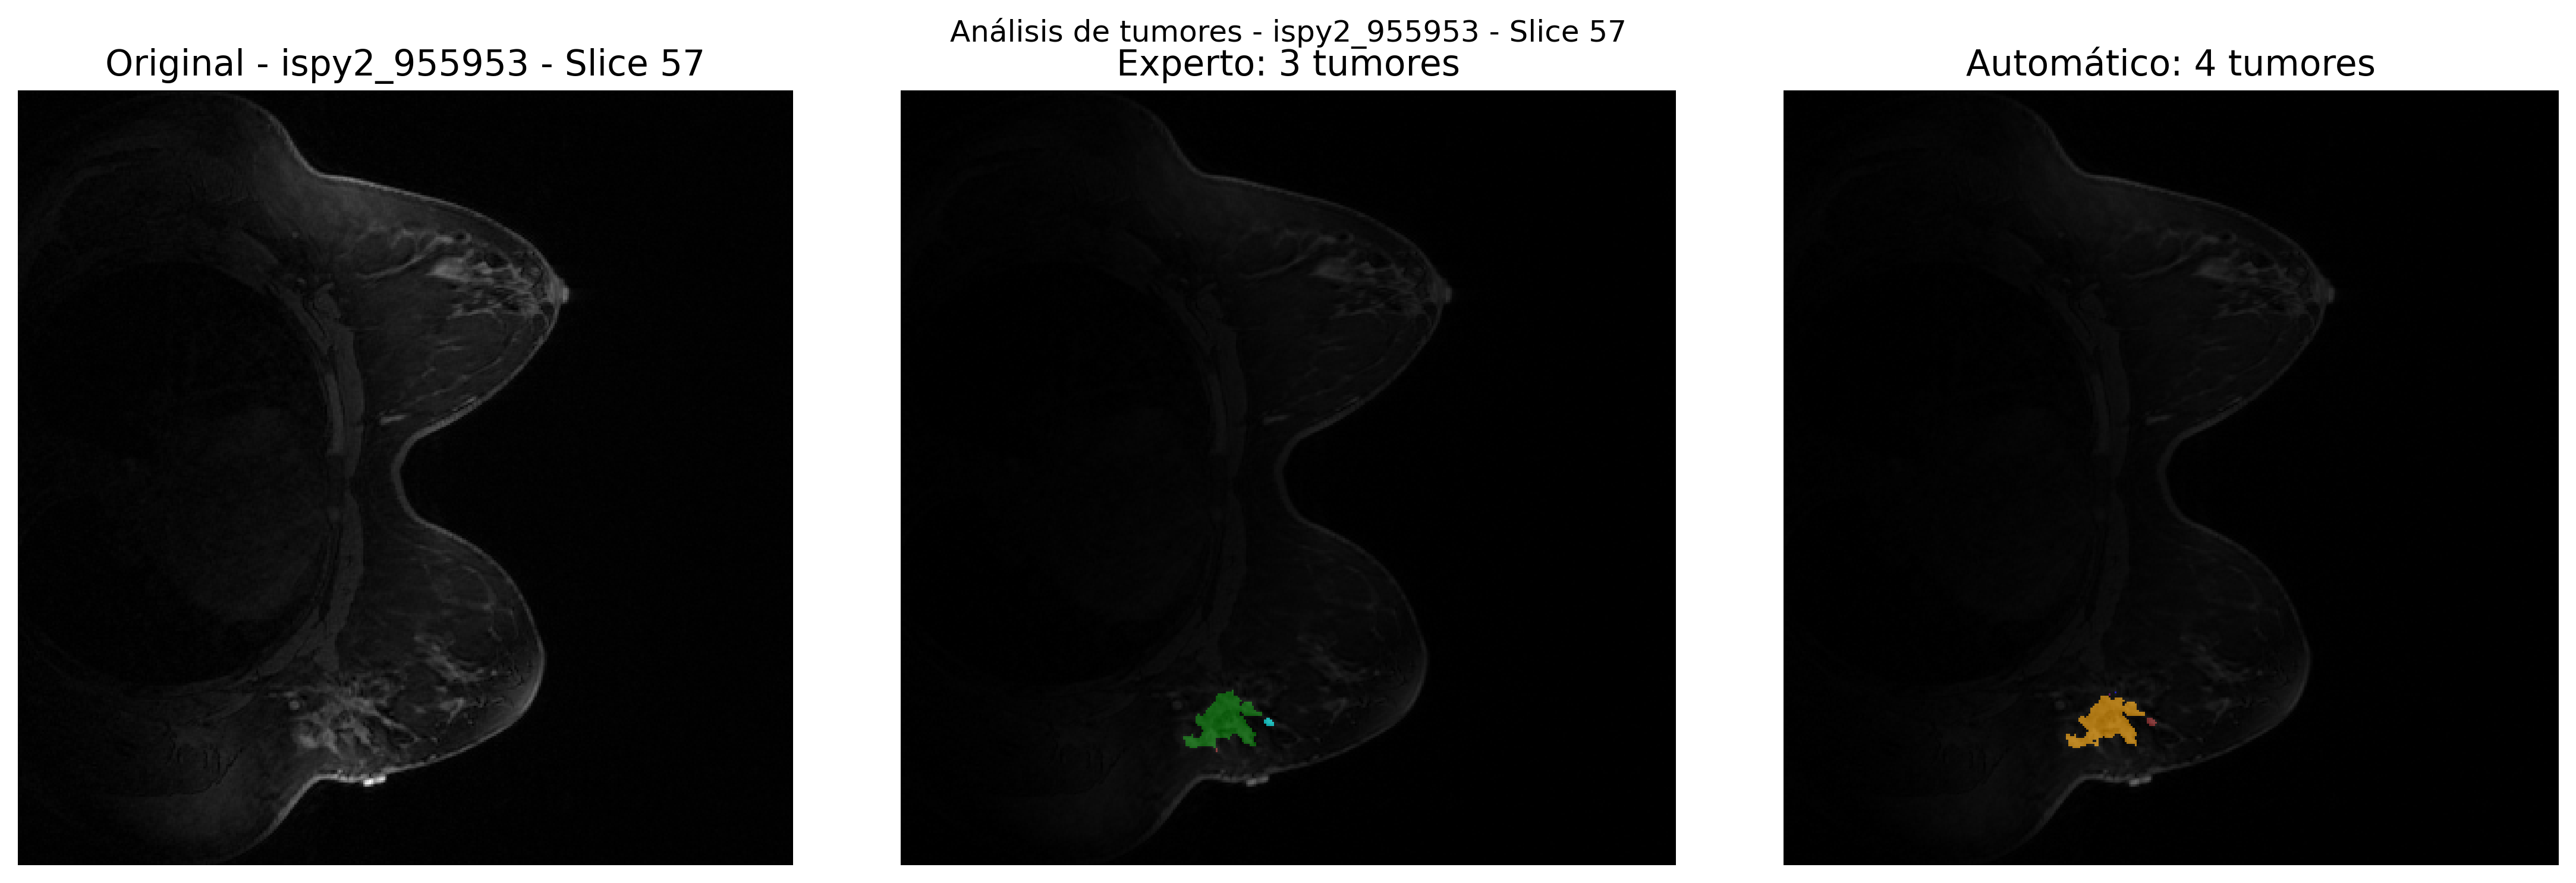 Análisis de tumores - ispy2_955953 - Slice 57
Original - ispy2_955953 - Slice 57
Experto: 3 tumores
Automático: 4 tumores